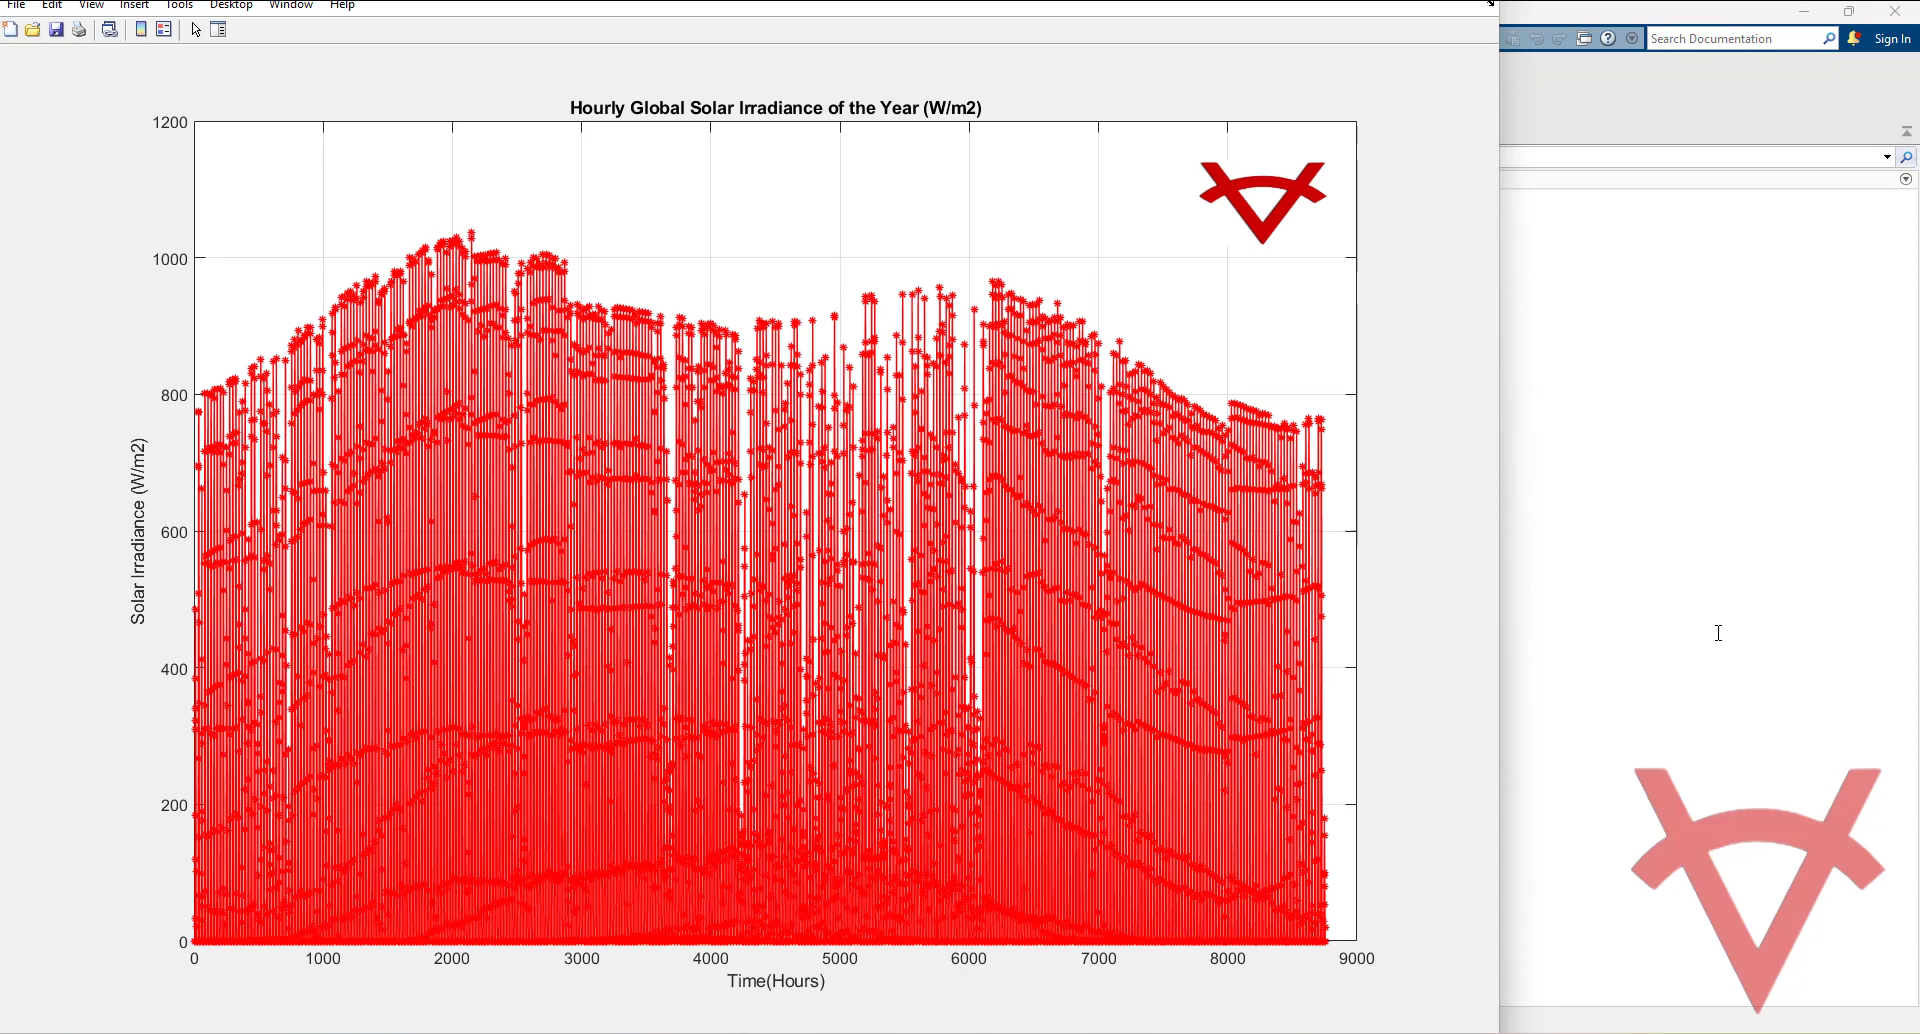 File Edit View Insert Tools Desktop Window Help
Search Documentation
Sign In
Hourly Global Solar Irradiance of the Year (W/m2)
1200
1000
800
600
400
200
0
Solar Irradiance (W/m2)
0 1000 2000 3000 4000 5000 6000 7000 8000 9000
Time(Hours)